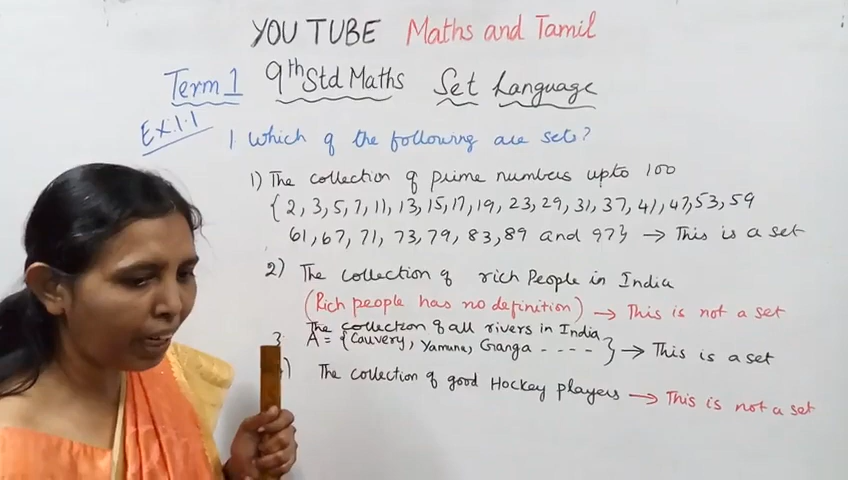 YOU TUBE Maths and Tamil
Term 1 9th Std Maths Set Language
Ex:1.1
1 Which of the following are sets?
1) The collection of prime numbers upto 100
{ 2, 3, 5, 7, 11, 13, 15, 17, 19, 23, 29, 31, 37, 41, 47, 53, 59
61, 67, 71, 73, 79, 83, 89 and 97} → This is a set
2) The collection of rich People in India
(Rich people has no definition) → This is not a set
The collection of all rivers in India
3 A = {Cauvery, Yamuna, Ganga - - - - } → This is a set
) The collection of good Hockey players → This is not a set